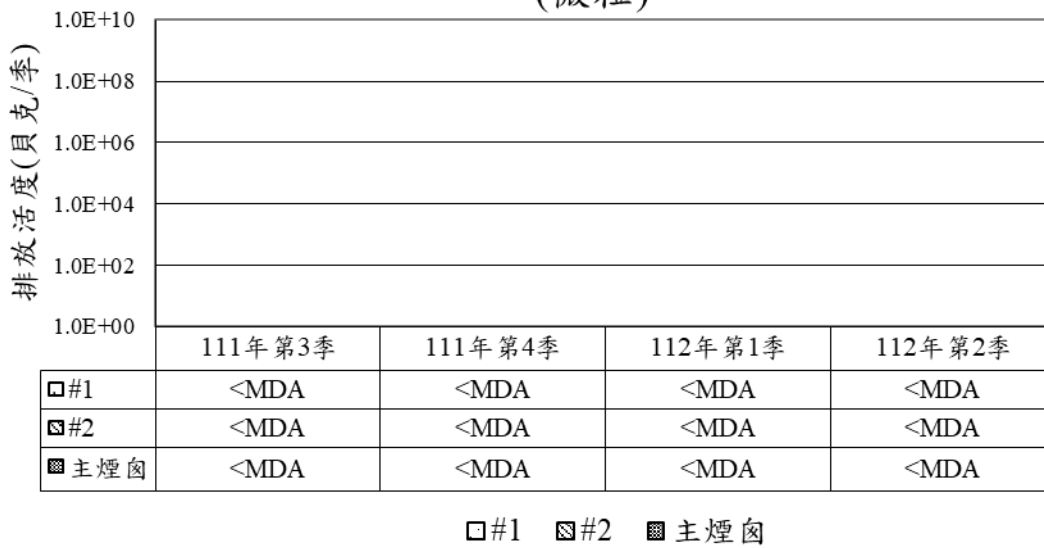 (微粒)
排放活度(貝克/季)
1.0E+10
1.0E+08
1.0E+06
1.0E+04
1.0E+02
1.0E+00
111年第3季 111年第4季 112年第1季 112年第2季
#1 <MDA <MDA <MDA <MDA
#2 <MDA <MDA <MDA <MDA
主煙囪 <MDA <MDA <MDA <MDA
#1 #2 主煙囪